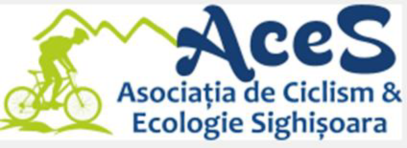 AceS
Asociația de Ciclism &
Ecologie Sighișoara